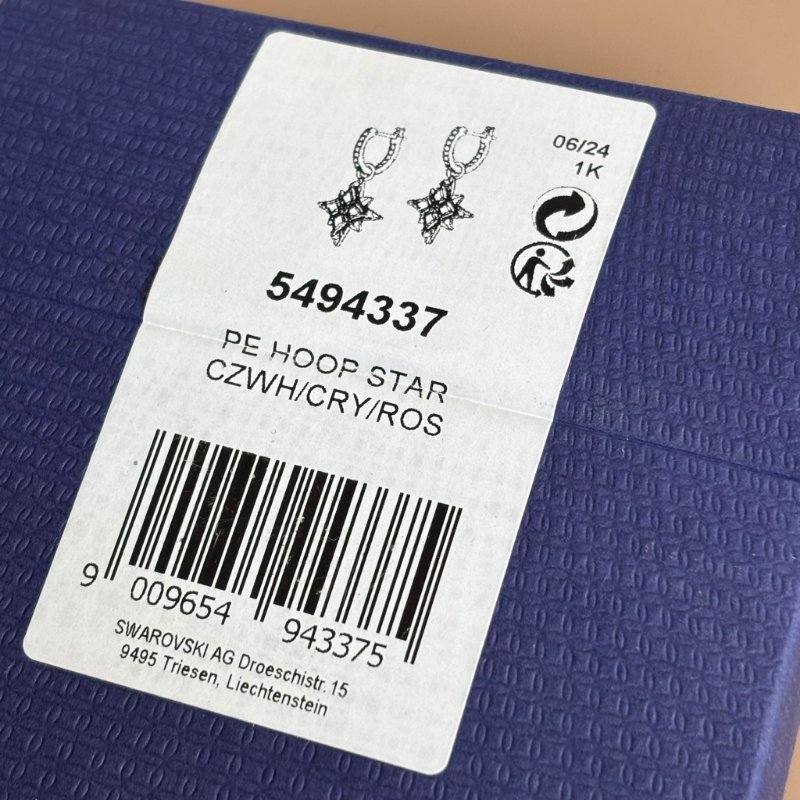 06/24
1K
5494337
PE HOOP STAR
CZWH/CRY/ROS
9 009654 943375
SWAROVSKI AG Droeschistr. 15
9495 Triesen, Liechtenstein